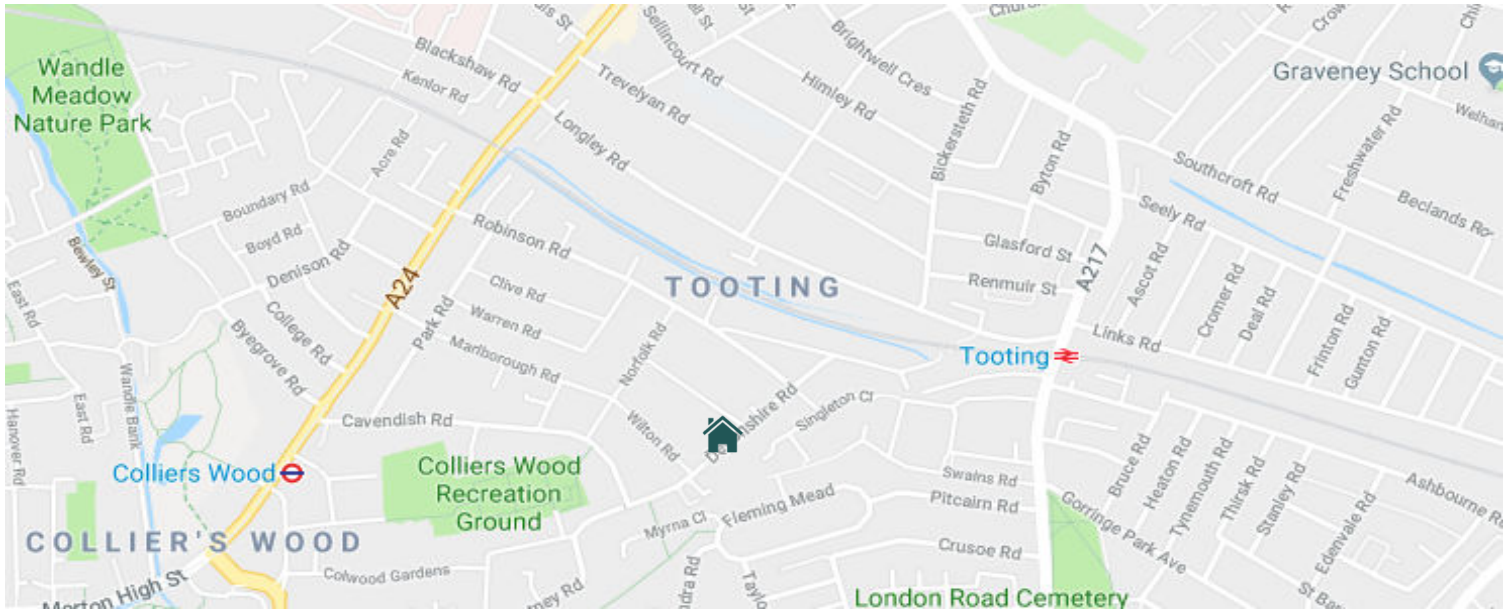 Wandle
Meadow
Nature Park
Blackshaw Rd
Kenlor Rd
Sellincourt Rd
Trevelyan Rd
Longley Rd
Brightwell Cres
Himley Rd
Bickersteth Rd
Byton Rd
Graveney School
Southcroft Rd
Freshwater Rd
Beclands Rd
Seely Rd
Acre Rd
Boundary Rd
Boyd Rd
Denison Rd
Bewley St
East Rd
College Rd
Byegrove Rd
A24
Park Rd
Robinson Rd
Clive Rd
Warren Rd
Marlborough Rd
Norfolk Rd
TOOTING
Glasford St
Renmuir St
A217
Ascot Rd
Cromer Rd
Deal Rd
Links Rd
Frinton Rd
Gunton Rd
Tooting
Hanover Rd
East Rd
Wandle Bank
Cavendish Rd
Wilton Rd
Singleton Cl
Colliers Wood
Colliers Wood
Recreation
Ground
COLLIER'S WOOD
Merton High St
Colwood Gardens
Myrna Cl
Fleming Mead
Swains Rd
Pitcairn Rd
Crusoe Rd
Gorringe Park Ave
Bruce Rd
Heaton Rd
Tynemouth Rd
Thirsk Rd
Stanley Rd
Edenvale Rd
Ashbourne
London Road Cemetery